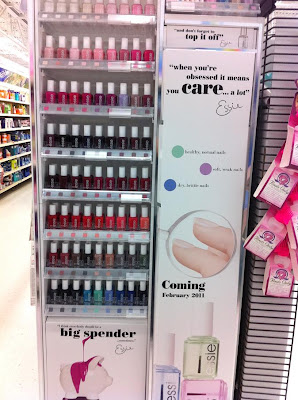 "and don't forget to
top it off"
Essie
"when you're
obsessed it means
you care... a lot"
Essie
healthy, normal nails
soft, weak nails
dry, brittle nails
Coming
February 2011
big spender
Essie
essie